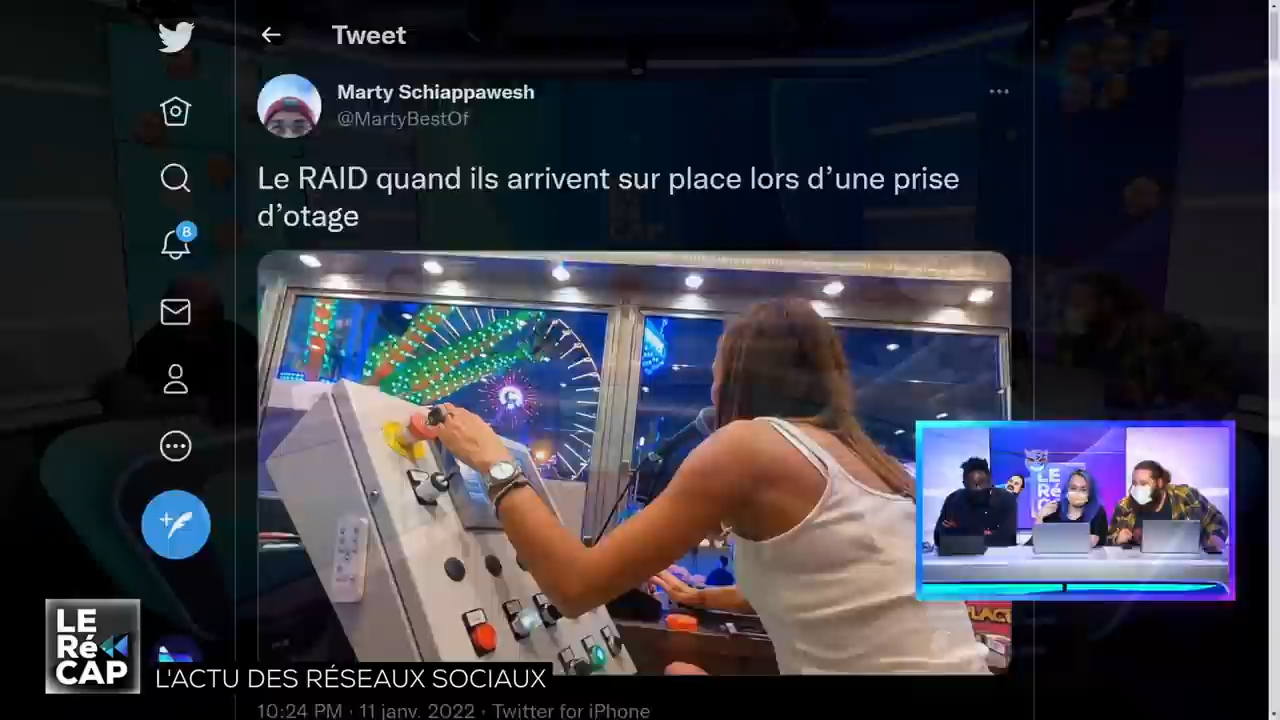 Tweet
Marty Schiappawesh
@MartyBestOf
Le RAID quand ils arrivent sur place lors d’une prise
d’otage
8
LE
Ré
CAP
L'ACTU DES RÉSEAUX SOCIAUX
10:24 PM · 11 janv. 2022 · Twitter for iPhone